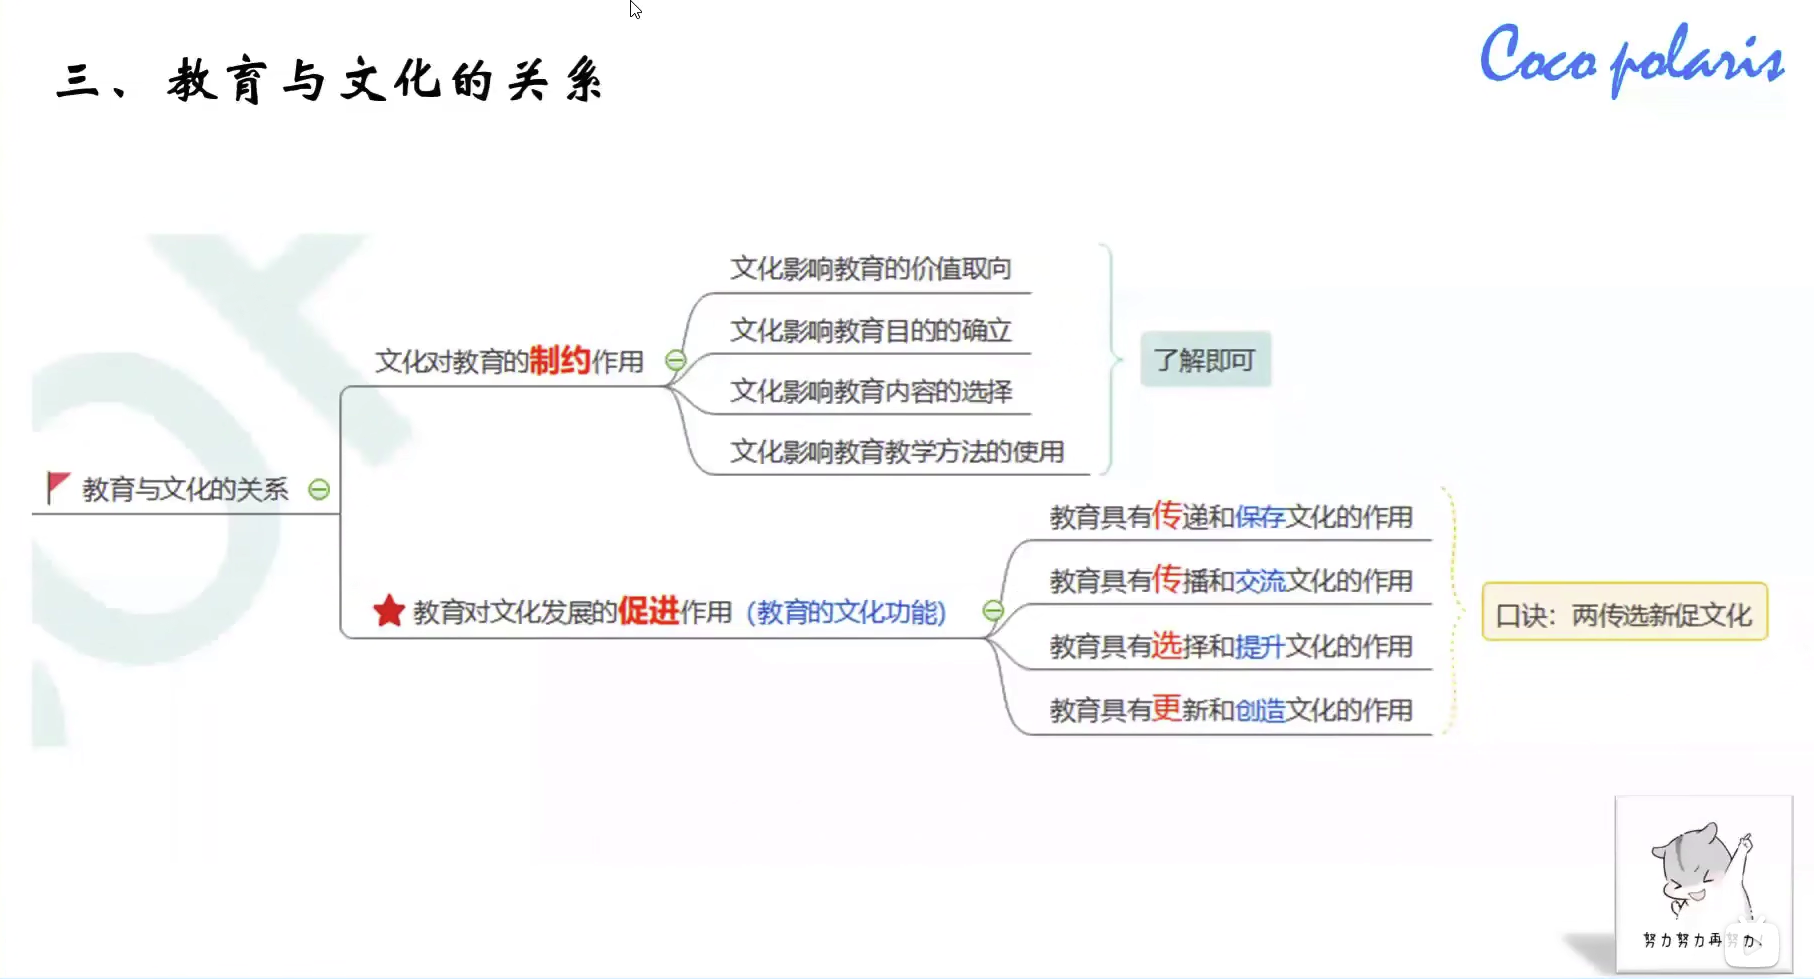 三、教育与文化的关系
Coco polaris
教育与文化的关系
文化对教育的制约作用
文化影响教育的价值取向
文化影响教育目的的确立
文化影响教育内容的选择
文化影响教育教学方法的使用
了解即可
教育对文化发展的促进作用（教育的文化功能）
教育具有传递和保存文化的作用
教育具有传播和交流文化的作用
教育具有选择和提升文化的作用
教育具有更新和创造文化的作用
口诀：两传选新促文化
努力努力再努力!